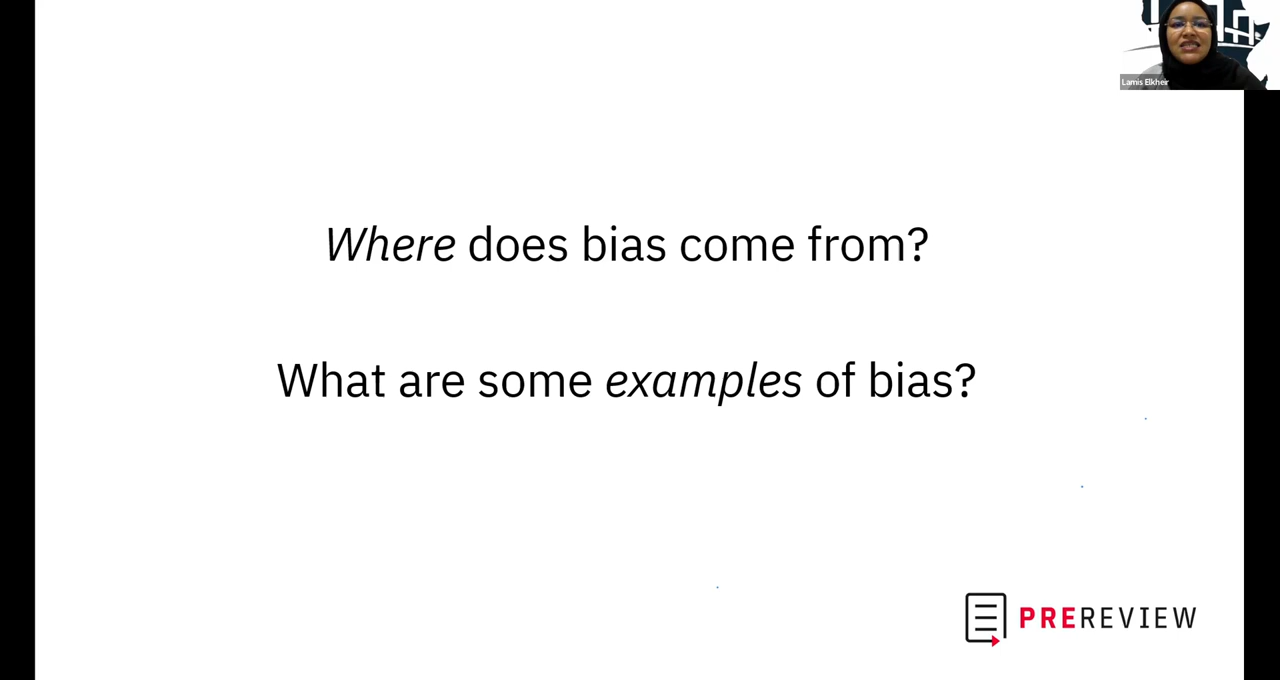 Lamis Elkheir
Where does bias come from?
What are some examples of bias?
PREREVIEW